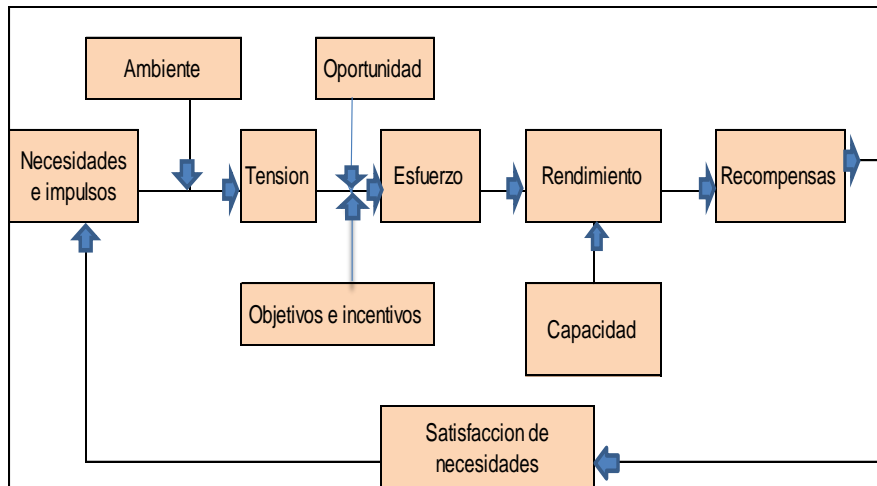 Ambiente
Oportunidad
Necesidades
e impulsos
Tension
Esfuerzo
Rendimiento
Recompensas
Objetivos e incentivos
Capacidad
Satisfaccion de
necesidades